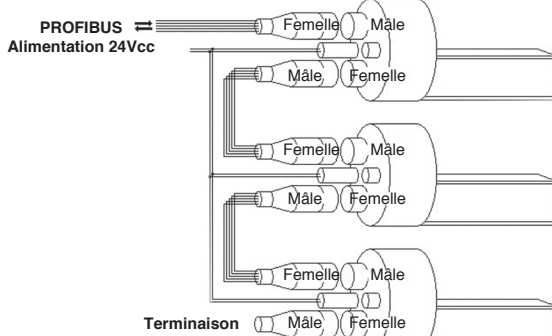 PROFIBUS
Femelle Mâle
Alimentation 24Vcc
Mâle Femelle
Femelle Mâle
Mâle Femelle
Femelle Mâle
Terminaison Mâle Femelle